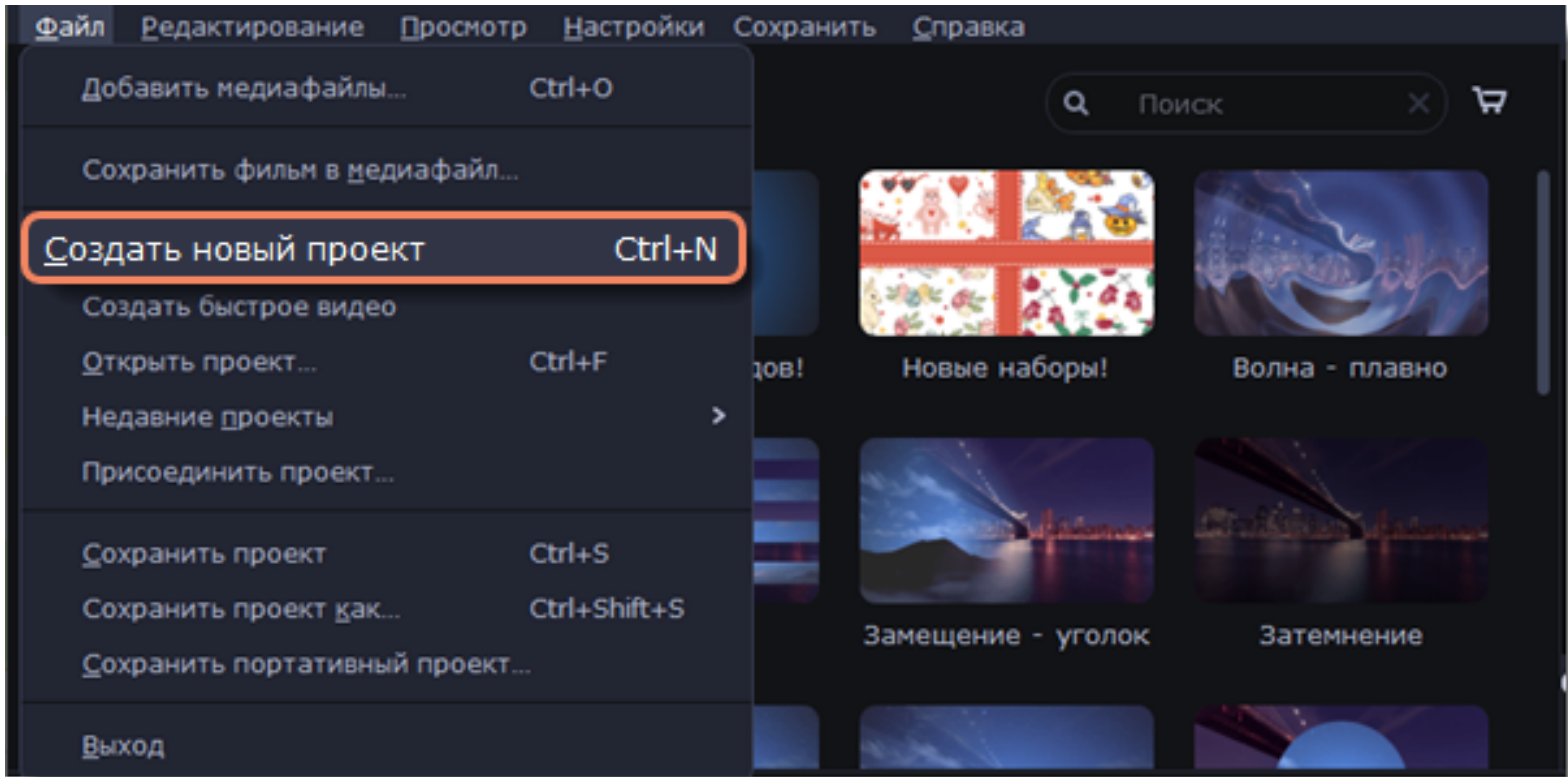 Файл Редактирование Просмотр Настройки Сохранить Справка
Добавить медиафайлы... Ctrl+O
Поиск
Сохранить фильм в медиафайл...
Создать новый проект Ctrl+N
Создать быстрое видео
Открыть проект... Ctrl+F
Недавние проекты
Присоединить проект...
Сохранить проект Ctrl+S
Сохранить проект как... Ctrl+Shift+S
Сохранить портативный проект...
Выход
Новые наборы! Волна - плавно
Замещение - уголок Затемнение